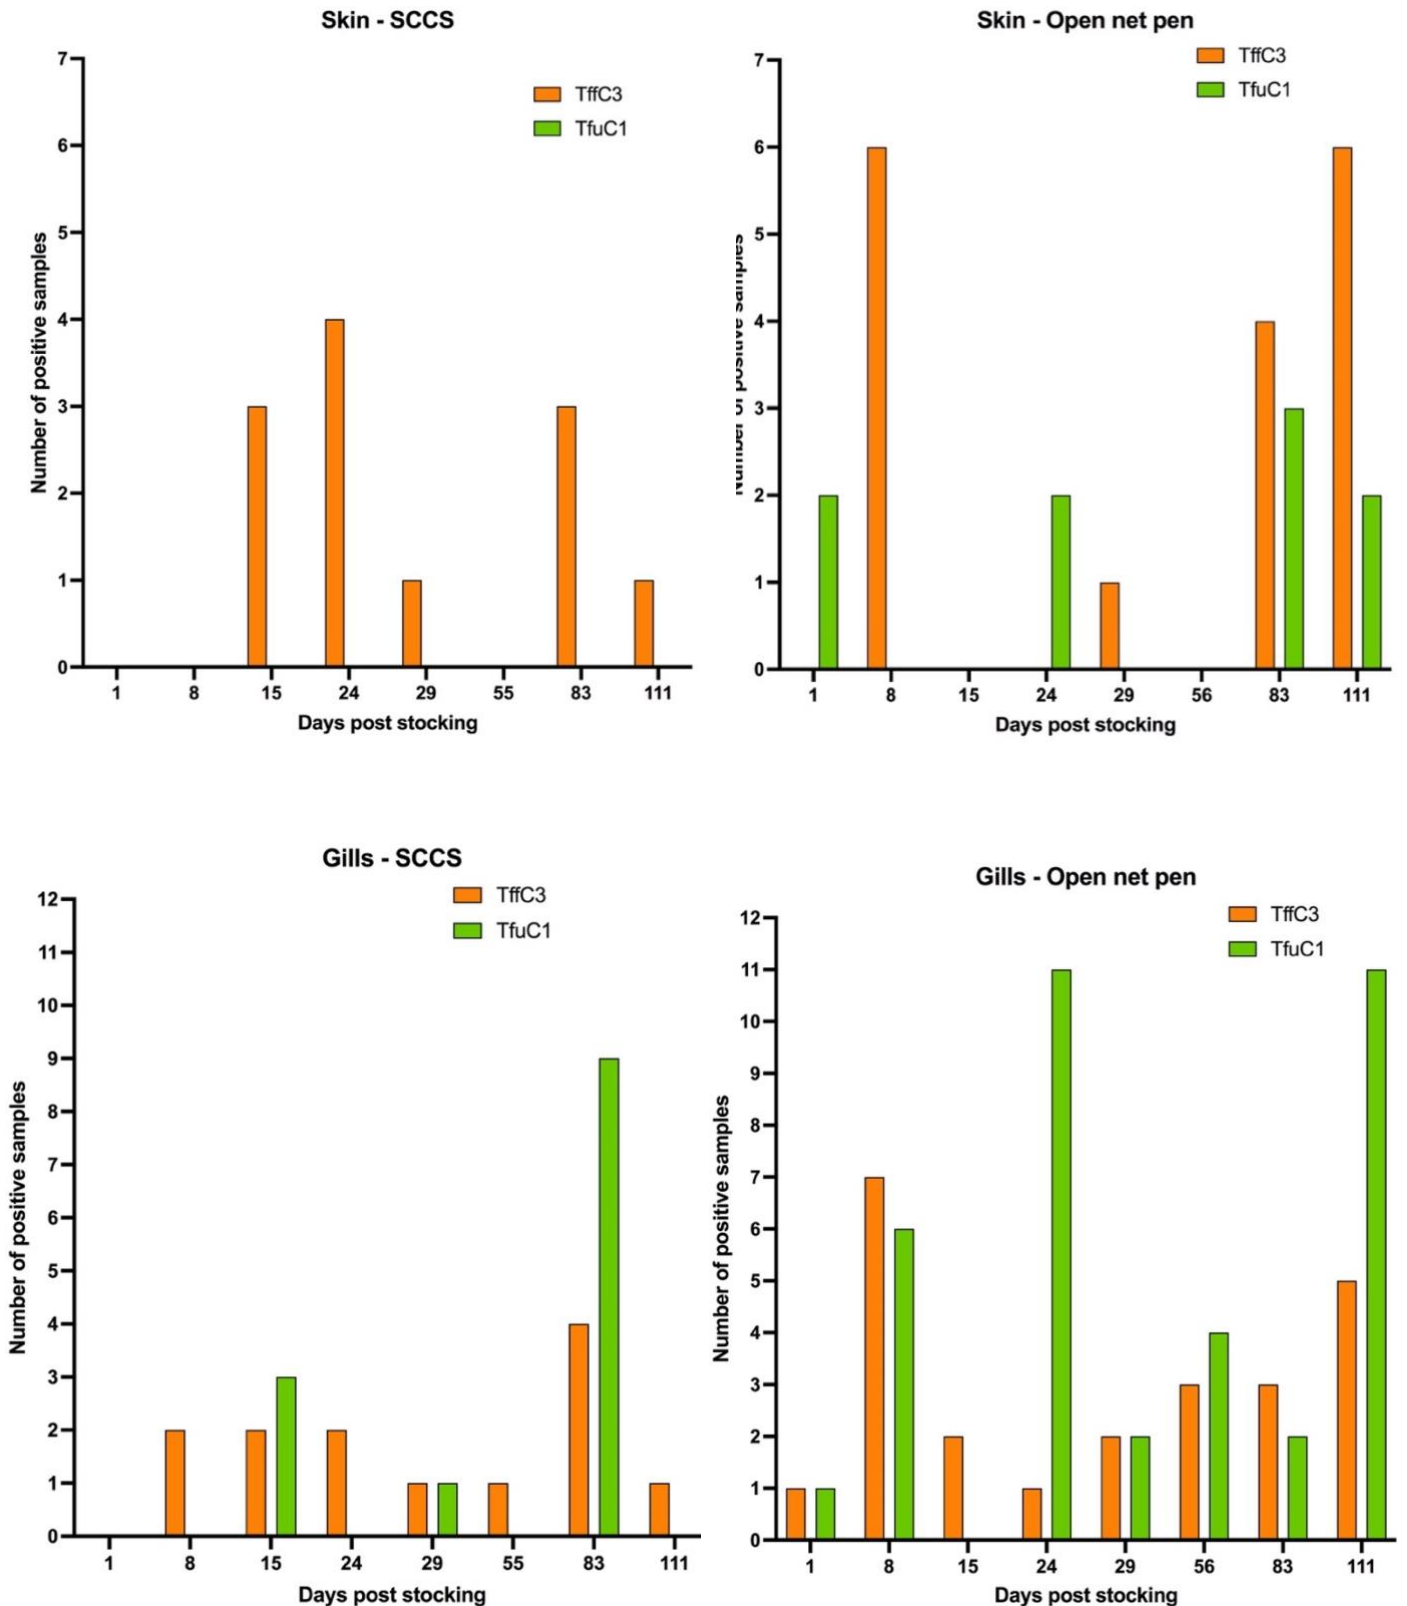 Skin - SCCS
TffC3
TfuC1
7
6
5
4
3
2
1
0
Number of positive samples
1 8 15 24 29 55 83 111
Days post stocking
Skin - Open net pen
TffC3
TfuC1
7
6
5
4
3
2
1
0
Number of positive samples
1 8 15 24 29 56 83 111
Days post stocking
Gills - SCCS
TffC3
TfuC1
12
11
10
9
8
7
6
5
4
3
2
1
0
Number of positive samples
1 8 15 24 29 55 83 111
Days post stocking
Gills - Open net pen
TffC3
TfuC1
12
11
10
9
8
7
6
5
4
3
2
1
0
Number of positive samples
1 8 15 24 29 56 83 111
Days post stocking